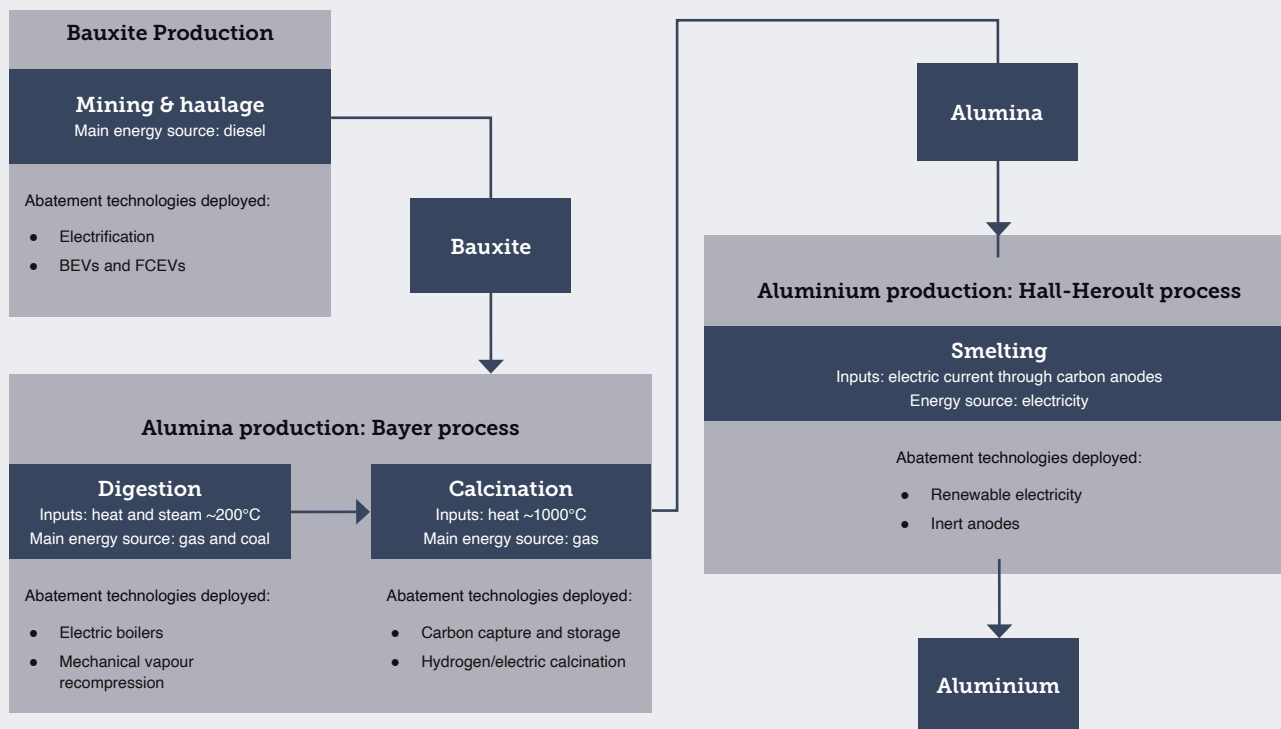 Bauxite Production
Mining & haulage
Main energy source: diesel
Abatement technologies deployed:
● Electrification
● BEVs and FCEVs
Bauxite
Alumina production: Bayer process
Digestion
Inputs: heat and steam ~200°C
Main energy source: gas and coal
Abatement technologies deployed:
● Electric boilers
● Mechanical vapour
recompression
Calcination
Inputs: heat ~1000°C
Main energy source: gas
Abatement technologies deployed:
● Carbon capture and storage
● Hydrogen/electric calcination
Alumina
Aluminium production: Hall-Heroult process
Smelting
Inputs: electric current through carbon anodes
Energy source: electricity
Abatement technologies deployed:
● Renewable electricity
● Inert anodes
Aluminium